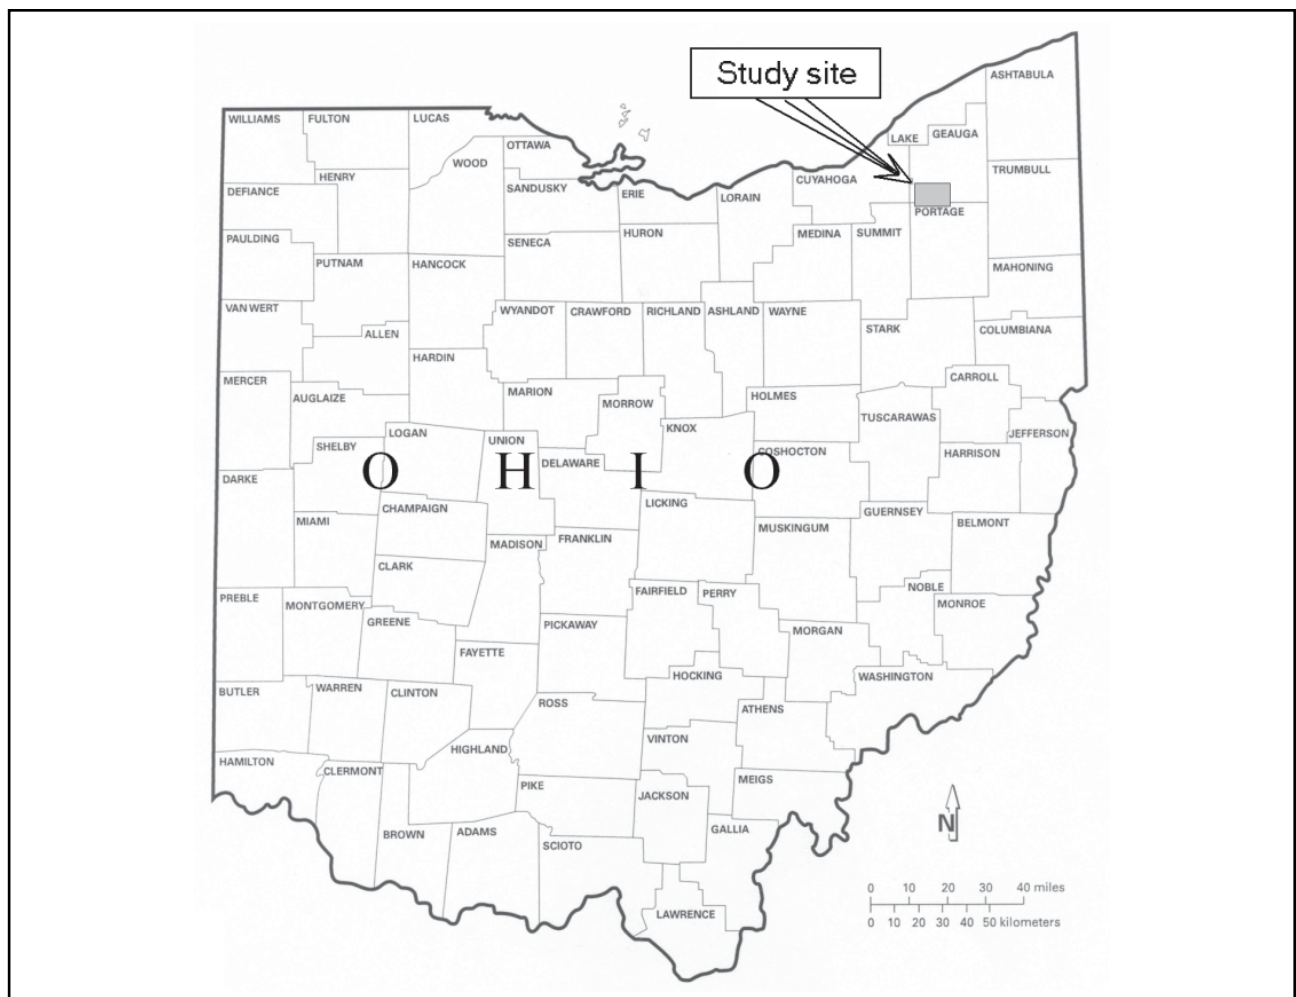 Study site
ASHTABULA
LAKE
GEAUGA
WILLIAMS
FULTON
LUCAS
OTTAWA
WOOD
TRUMBULL
HENRY
CUYAHOGA
DEFIANCE
SANDUSKY
ERIE
LORAIN
PORTAGE
PAULDING
SENECA
HURON
MEDINA
SUMMIT
PUTNAM
HANCOCK
MAHONING
VAN WERT
WYANDOT
CRAWFORD
RICHLAND
ASHLAND
WAYNE
STARK
COLUMBIANA
ALLEN
HARDIN
MERCER
CARROLL
AUGLAIZE
MARION
MORROW
HOLMES
TUSCARAWAS
SHELBY
LOGAN
UNION
KNOX
JEFFERSON
DELAWARE
COSHOCTON
HARRISON
O H I O
DARKE
CHAMPAIGN
LICKING
GUERNSEY
MIAMI
MADISON
FRANKLIN
MUSKINGUM
BELMONT
CLARK
NOBLE
PREBLE
MONTGOMERY
FAIRFIELD
PERRY
MONROE
GREENE
PICKAWAY
MORGAN
FAYETTE
HOCKING
WASHINGTON
BUTLER
WARREN
CLINTON
ROSS
ATHENS
HIGHLAND
VINTON
HAMILTON
CLERMONT
PIKE
JACKSON
MEIGS
BROWN
ADAMS
SCIOTO
GALLIA
N
LAWRENCE
0 10 20 30 40 miles
0 10 20 30 40 50 kilometers